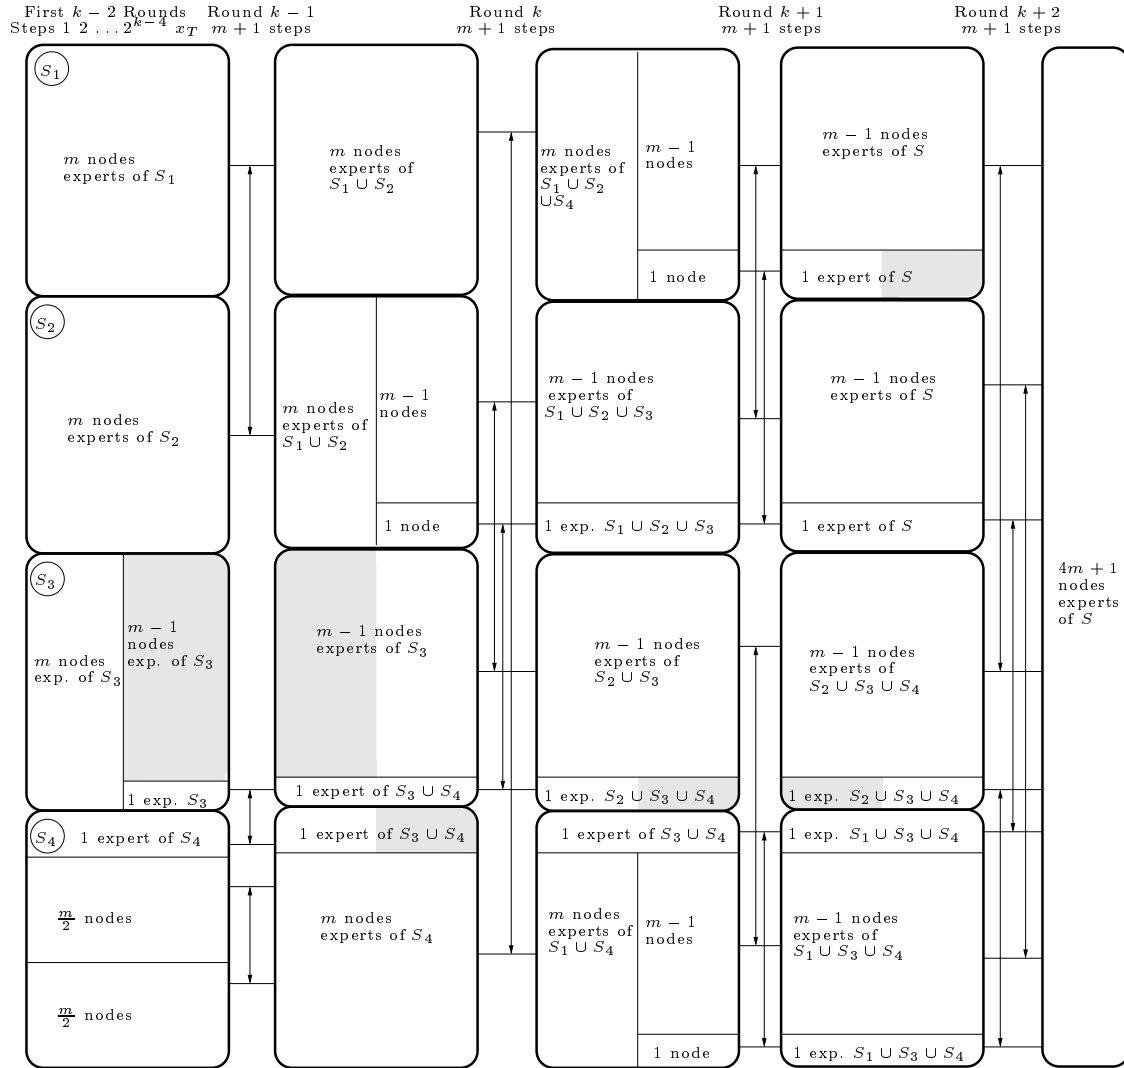 First k − 2 Rounds
Steps 1 2 … 2^{k−4} x_T
Round k − 1
m + 1 steps
Round k
m + 1 steps
Round k + 1
m + 1 steps
Round k + 2
m + 1 steps
S_1
m nodes
experts of S_1
S_2
m nodes
experts of S_2
S_3
m nodes
exp. of S_3
m − 1
nodes
exp. of S_3
1 exp. S_3
S_4
1 expert of S_4
m/2 nodes
m/2 nodes
m nodes
experts of
S_1 ∪ S_2
m nodes
experts of
S_1 ∪ S_2
m − 1
nodes
1 node
m − 1 nodes
experts of S_3
1 expert of S_3 ∪ S_4
1 expert of S_3 ∪ S_4
m nodes
experts of S_4
m nodes
experts of
S_1 ∪ S_2
∪S_4
m − 1
nodes
1 node
m − 1 nodes
experts of
S_1 ∪ S_2 ∪ S_3
1 exp. S_1 ∪ S_2 ∪ S_3
m − 1 nodes
experts of
S_2 ∪ S_3
1 exp. S_2 ∪ S_3 ∪ S_4
1 expert of S_3 ∪ S_4
m nodes
experts of
S_1 ∪ S_4
m − 1
nodes
1 node
m − 1 nodes
experts of S
1 expert of S
m − 1 nodes
experts of S
1 expert of S
m − 1 nodes
experts of
S_2 ∪ S_3 ∪ S_4
1 exp. S_2 ∪ S_3 ∪ S_4
1 exp. S_1 ∪ S_3 ∪ S_4
m − 1 nodes
experts of
S_1 ∪ S_3 ∪ S_4
1 exp. S_1 ∪ S_3 ∪ S_4
4m + 1
nodes
experts
of S